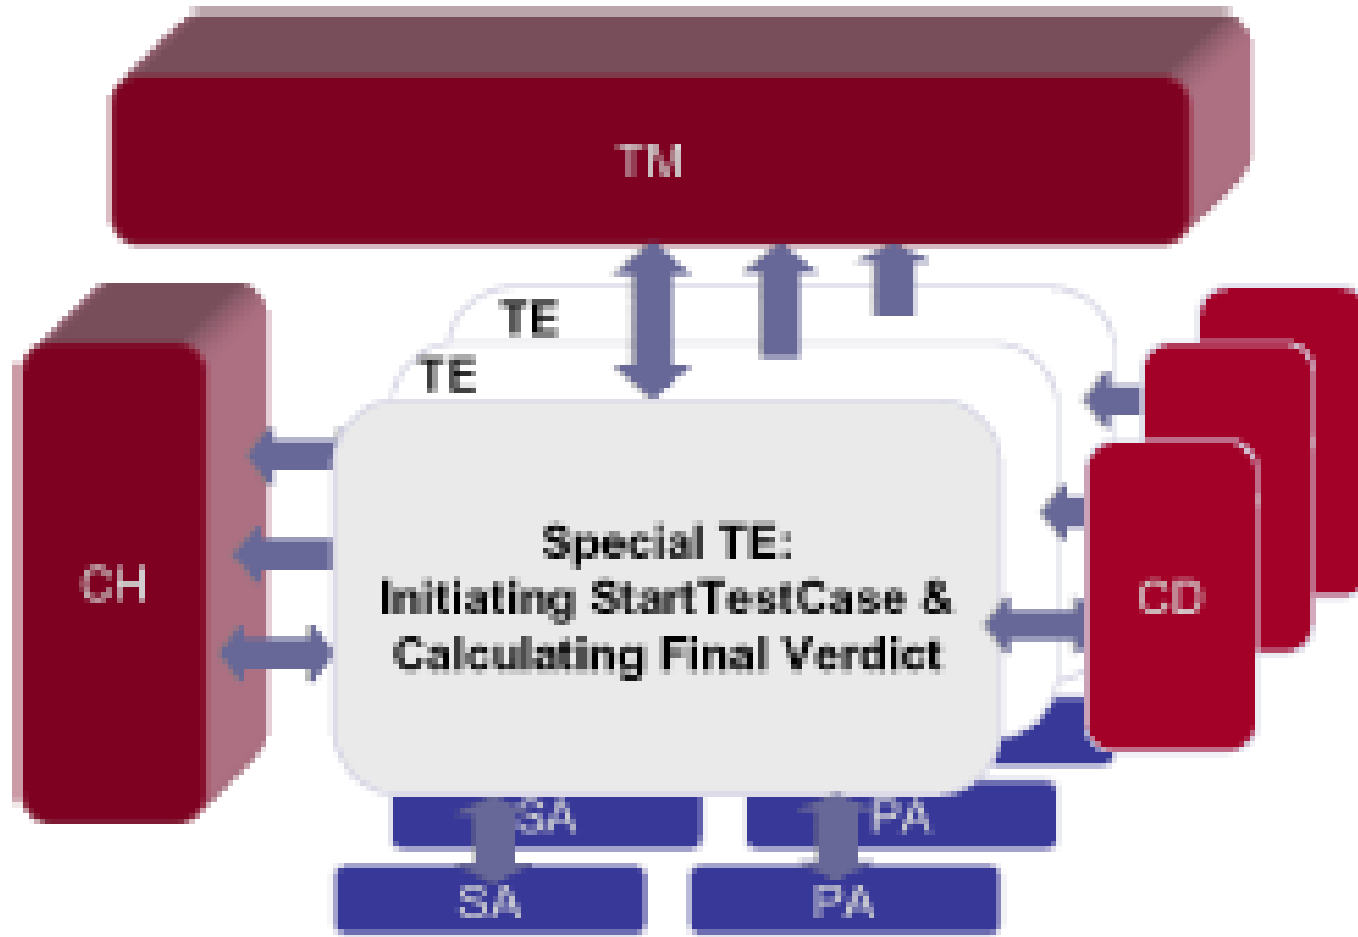 TM
TE
TE
Special TE:
Initiating StartTestCase &
Calculating Final Verdict
CH
CD
SA
PA
SA
PA